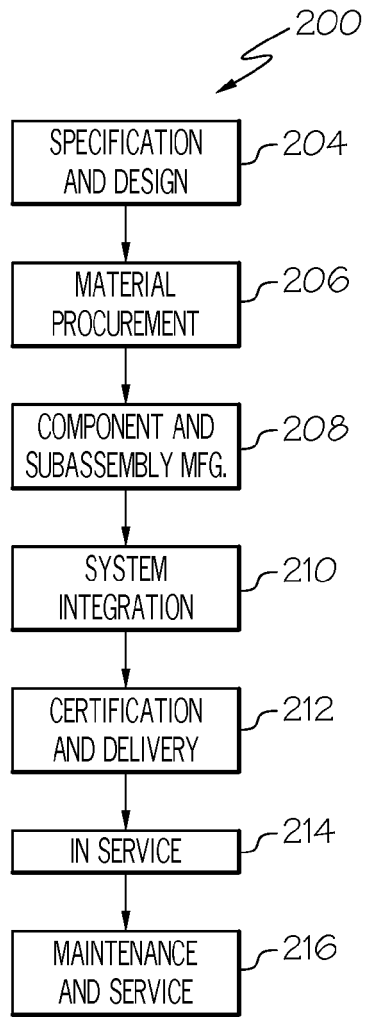 200
SPECIFICATION
AND DESIGN
204
MATERIAL
PROCUREMENT
206
COMPONENT AND
SUBASSEMBLY MFG.
208
SYSTEM
INTEGRATION
210
CERTIFICATION
AND DELIVERY
212
IN SERVICE
214
MAINTENANCE
AND SERVICE
216